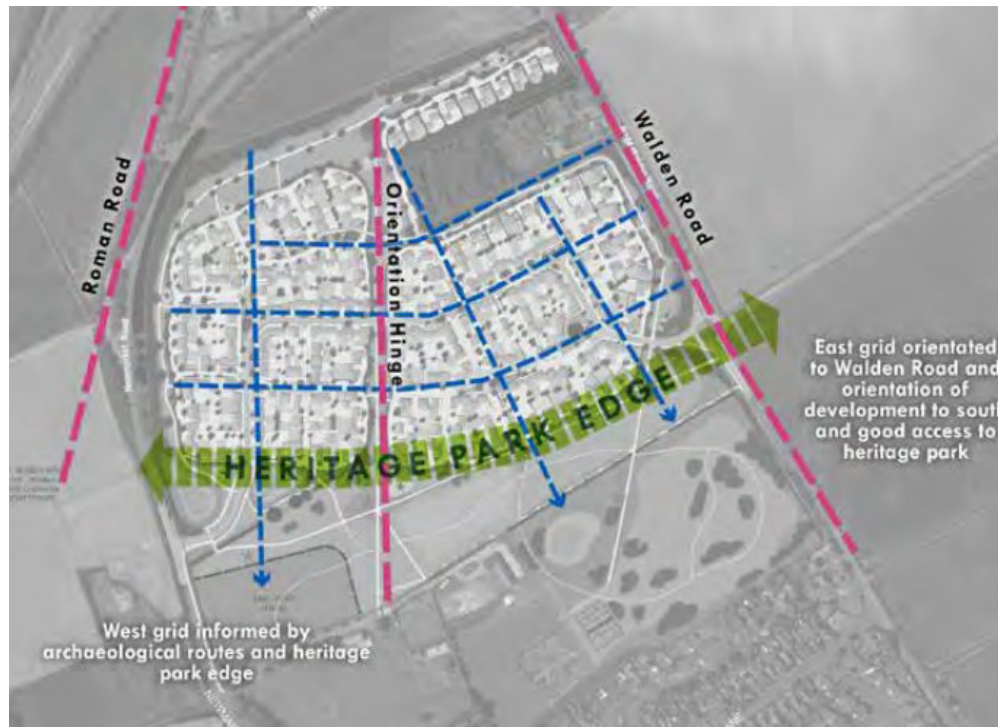 Roman Road
Orientation Hinge
Walden Road
HERITAGE PARK EDGE
East grid orientated
to Walden Road and
orientation of
development to south
and good access to
heritage park
West grid informed by
archaeological routes and heritage
park edge